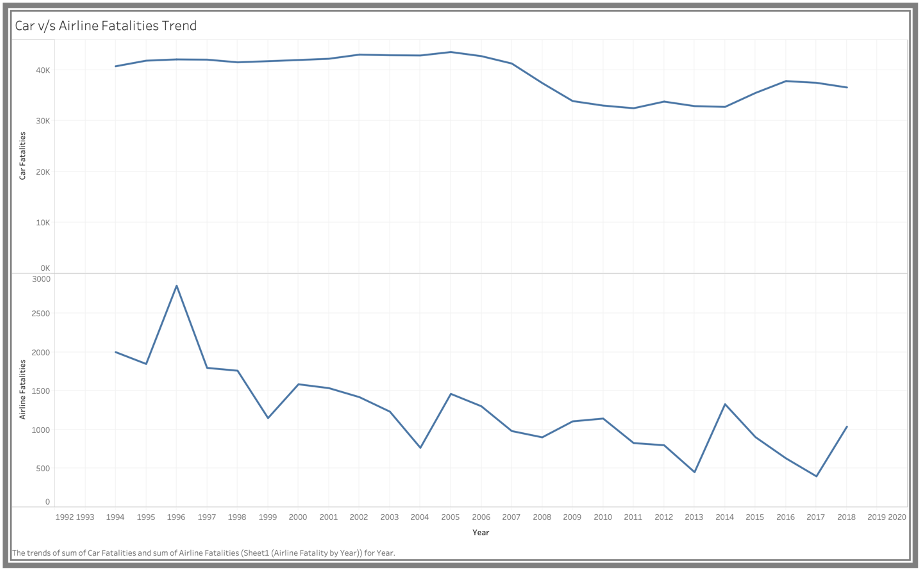 Car v/s Airline Fatalities Trend
40K
30K
20K
10K
0K
Car Fatalities
3000
2500
2000
1500
1000
500
0
Airline Fatalities
1992 1993 1994 1995 1996 1997 1998 1999 2000 2001 2002 2003 2004 2005 2006 2007 2008 2009 2010 2011 2012 2013 2014 2015 2016 2017 2018 2019 2020
Year
The trends of sum of Car Fatalities and sum of Airline Fatalities (Sheet1 (Airline Fatality by Year)) for Year.